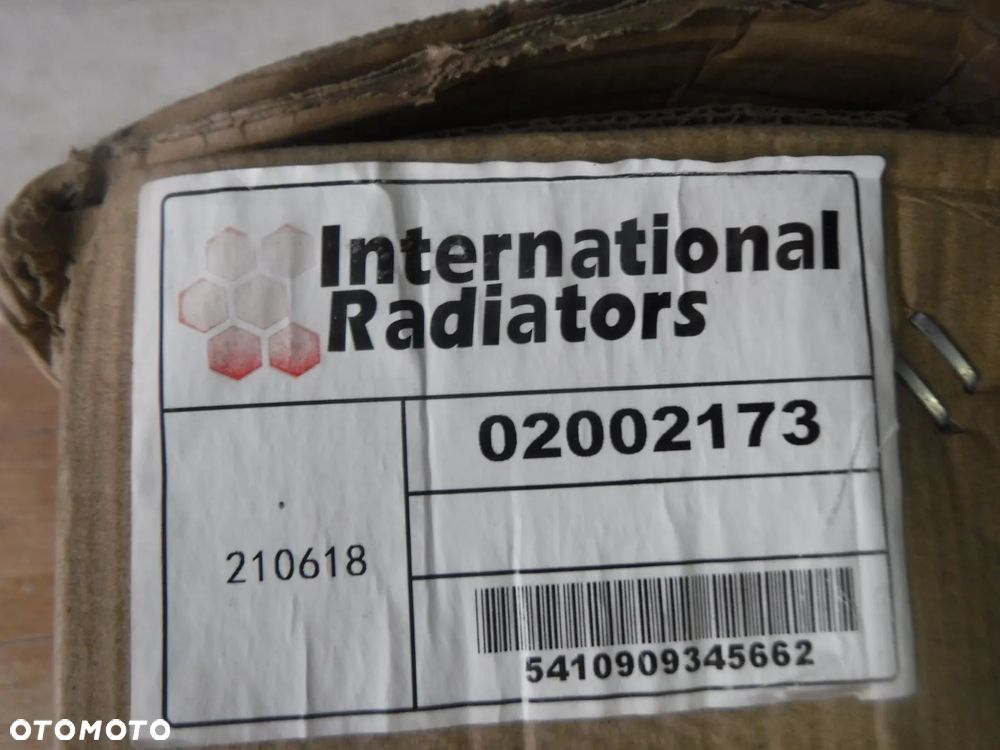 International
Radiators
02002173
210618
5410909345662
OTOMOTO